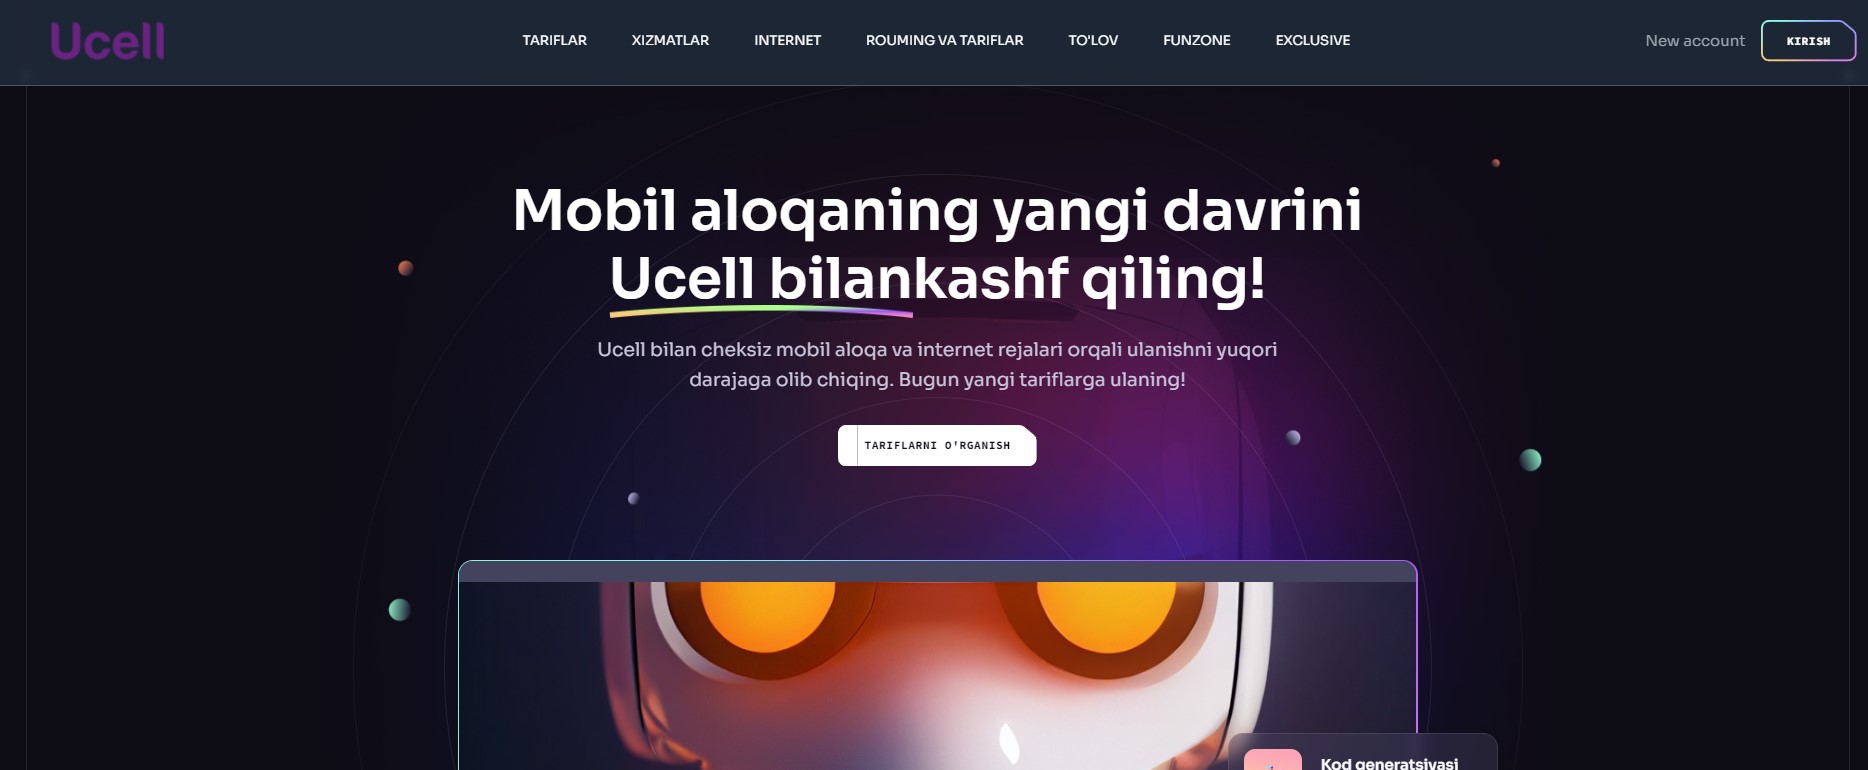 Ucell
TARIFLAR XIZMATLAR INTERNET ROUMING VA TARIFLAR TO'LOV FUNZONE EXCLUSIVE New account KIRISH
Mobil aloqaning yangi davrini
Ucell bilankashf qiling!
Ucell bilan cheksiz mobil aloqa va internet rejalari orqali ulanishni yuqori
darajaga olib chiqing. Bugun yangi tariflarga ulaning!
TARIFLARNI O'RGANISH
Kod generatsiyasi